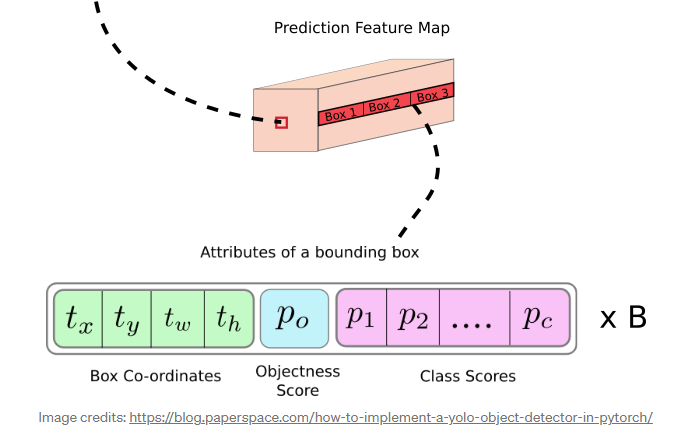 Prediction Feature Map
Box 1 Box 2 Box 3
Attributes of a bounding box
t_x t_y t_w t_h p_o p_1 p_2 .... p_c x B
Box Co-ordinates
Objectness
Score
Class Scores
Image credits: https://blog.paperspace.com/how-to-implement-a-yolo-object-detector-in-pytorch/